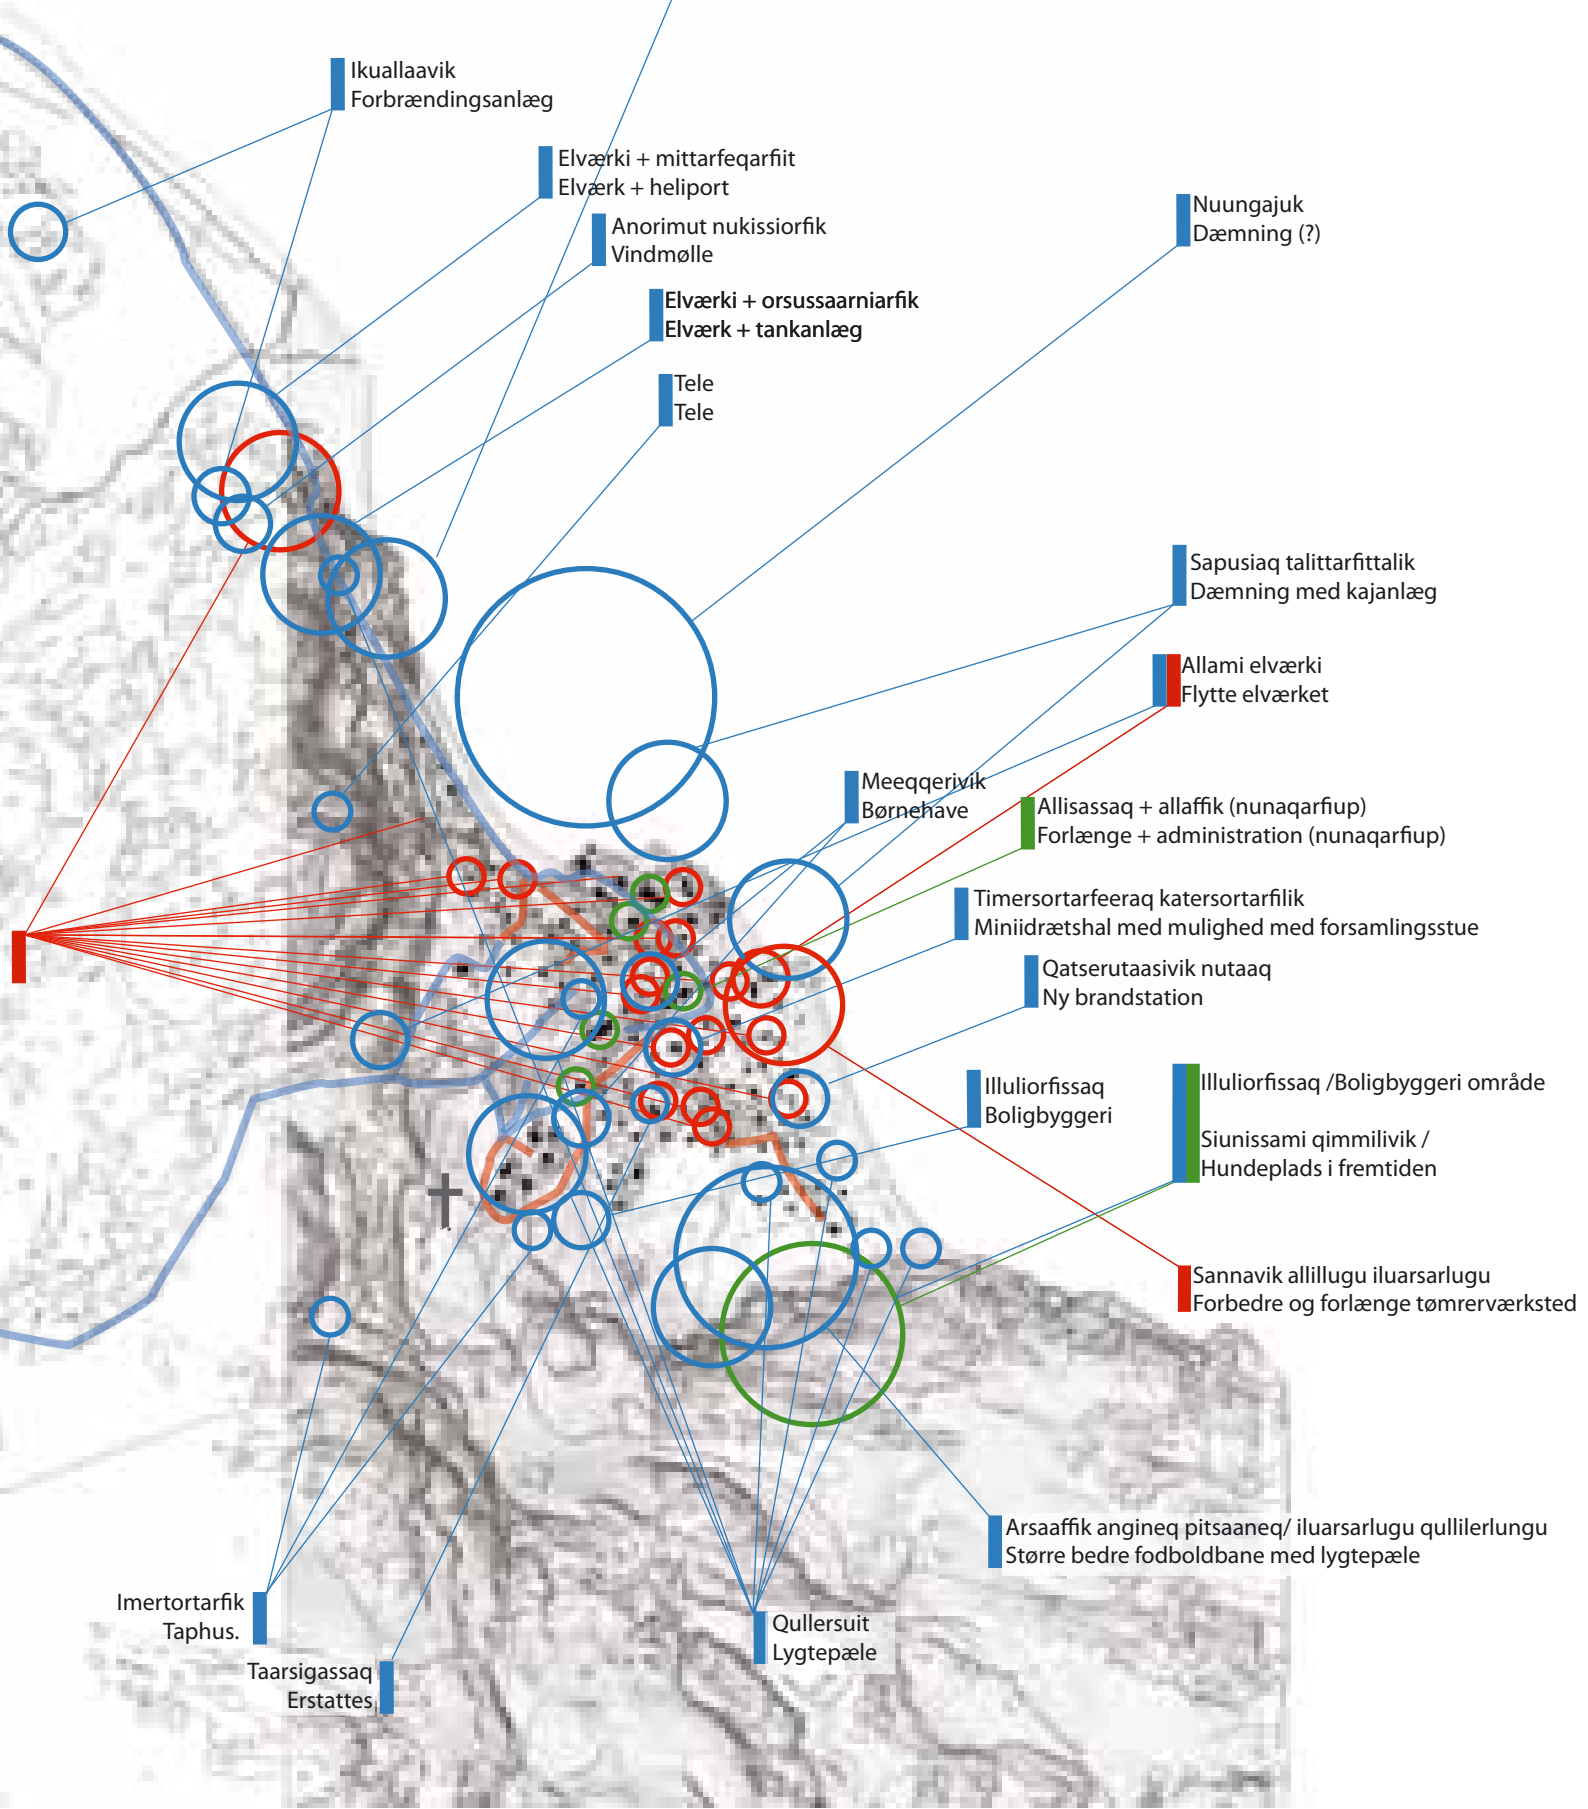 Ikuallaavik
Forbrændingsanlæg
Elværki + mittarfeqarfiit
Elværk + heliport
Nuungajuk
Dæmning (?)
Anorimut nukissiorfik
Vindmølle
Elværki + orsussaarniarfik
Elværk + tankanlæg
Tele
Tele
Sapusiaq talittarfittalik
Dæmning med kajanlæg
Allami elværki
Flytte elværket
Meeqqerivik
Børnehave
Allisassaq + allaffik (nunaqarfiup)
Forlænge + administration (nunaqarfiup)
Timersortarfeeraq katersortarfilik
Miniidrætshal med mulighed med forsamlingsstue
Qatserutaasivik nutaaq
Ny brandstation
Illuliorfissaq
Boligbyggeri
Illuliorfissaq /Boligbyggeri område
Siunissami qimmilivik /
Hundeplads i fremtiden
Sannavik allillugu iluarsarlugu
Forbedre og forlænge tømrerværksted
Arsaaffik angineq pitsaaneq/ iluarsarlugu qullilerlungu
Større bedre fodboldbane med lygtepæle
Imertortarfik
Taphus.
Qullersuit
Lygtepæle
Taarsigassaq
Erstattes